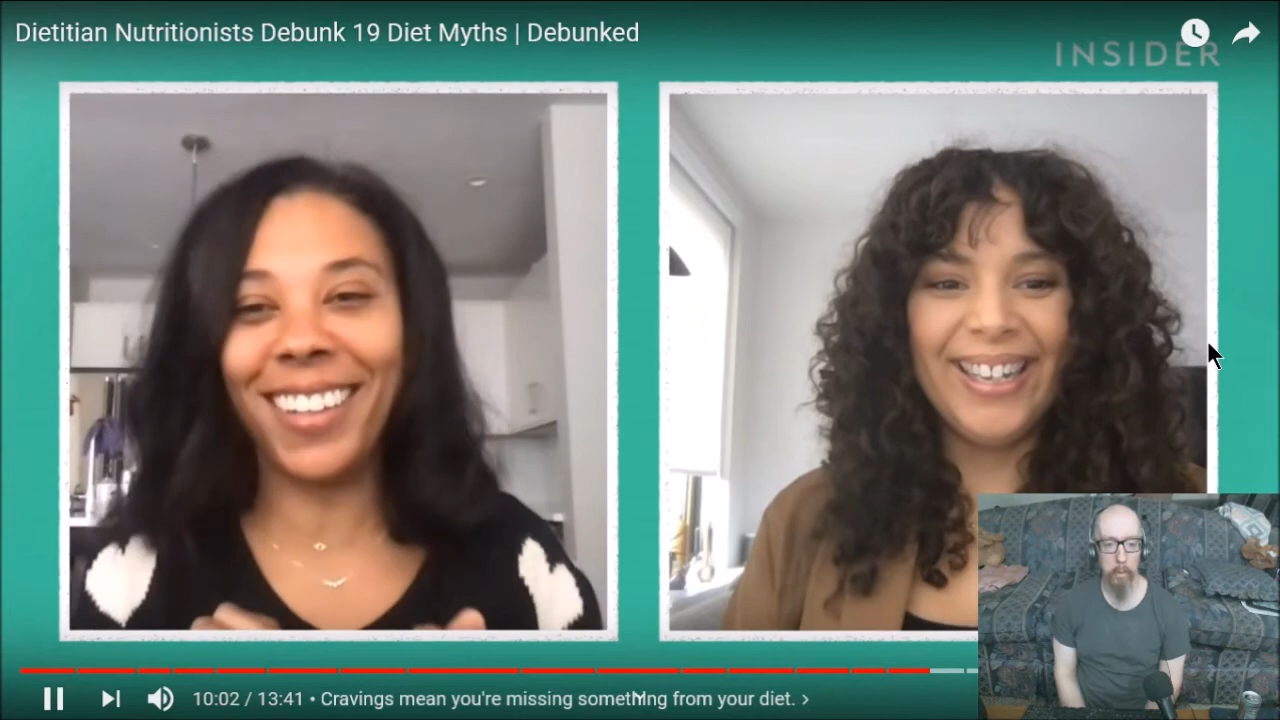 Dietitian Nutritionists Debunk 19 Diet Myths | Debunked
INSIDER
10:02 / 13:41 • Cravings mean you're missing something from your diet. >